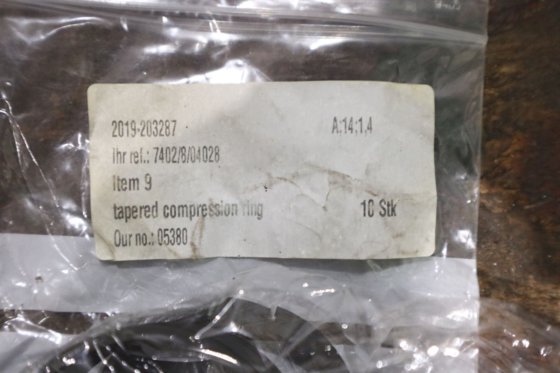 2019-203287 A:14:1,4
Ihr ref.: 7402/8/04028
Item 9
tapered compression ring 10 Stk
Our no.: 05380